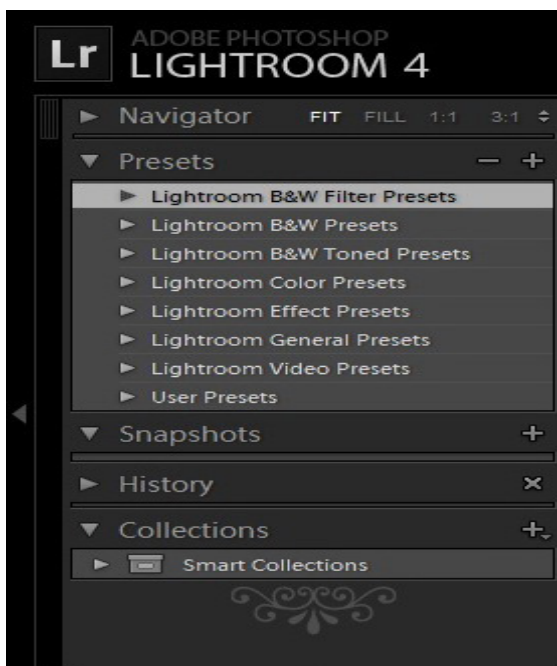 Lr
ADOBE PHOTOSHOP
LIGHTROOM 4
Navigator FIT FILL 1:1 3:1
Presets
Lightroom B&W Filter Presets
Lightroom B&W Presets
Lightroom B&W Toned Presets
Lightroom Color Presets
Lightroom Effect Presets
Lightroom General Presets
Lightroom Video Presets
User Presets
Snapshots
History
Collections
Smart Collections